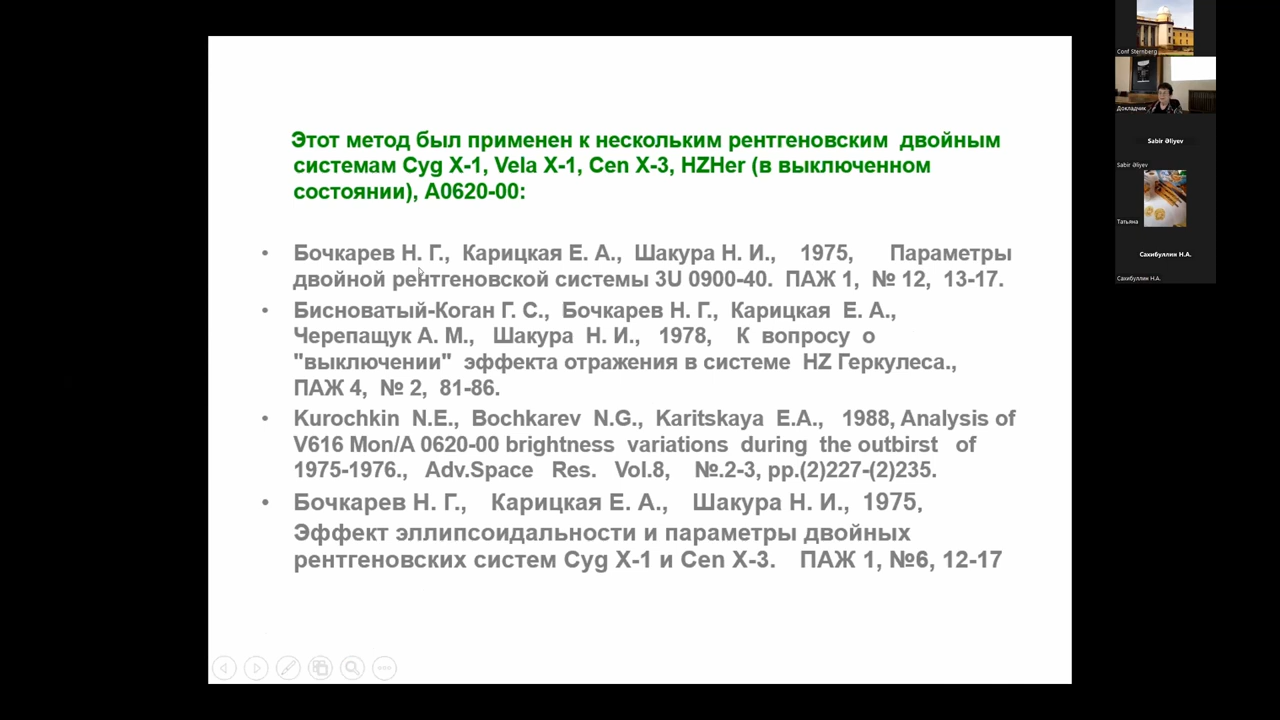 Этот метод был применен к нескольким рентгеновским двойным
системам Cyg X-1, Vela X-1, Cen X-3, HZHer (в выключенном
состоянии), A0620-00:
• Бочкарев Н. Г., Карицкая Е. А., Шакура Н. И., 1975, Параметры
двойной рентгеновской системы 3U 0900-40. ПАЖ 1, № 12, 13-17.
• Бисноватый-Коган Г. С., Бочкарев Н. Г., Карицкая Е. А.,
Черепащук А. М., Шакура Н. И., 1978, К вопросу о
"выключении" эффекта отражения в системе HZ Геркулеса.,
ПАЖ 4, № 2, 81-86.
• Kurochkin N.E., Bochkarev N.G., Karitskaya E.A., 1988, Analysis of
V616 Mon/A 0620-00 brightness variations during the outbirst of
1975-1976., Adv.Space Res. Vol.8, №.2-3, pp.(2)227-(2)235.
• Бочкарев Н. Г., Карицкая Е. А., Шакура Н. И., 1975,
Эффект эллипсоидальности и параметры двойных
рентгеновских систем Cyg X-1 и Cen X-3. ПАЖ 1, №6, 12-17
Conf Sternberg
Докладчик
Sabir Əliyev
Sabir Əliyev
Татьяна
Сахибуллин Н.А.
Сахибуллин Н.А.